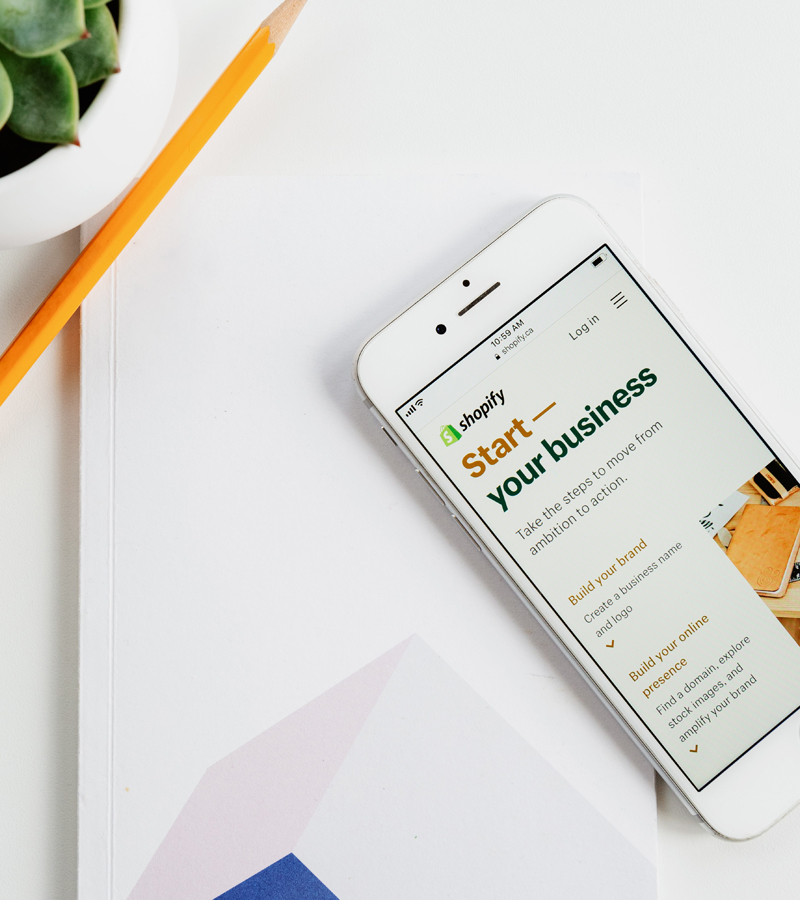 10:59 AM
shopify.ca
Log in
shopify
Start —
your business
Take the steps to move from
ambition to action.
Build your brand
Create a business name
and logo
Build your online
presence
Find a domain, explore
stock images, and
amplify your brand